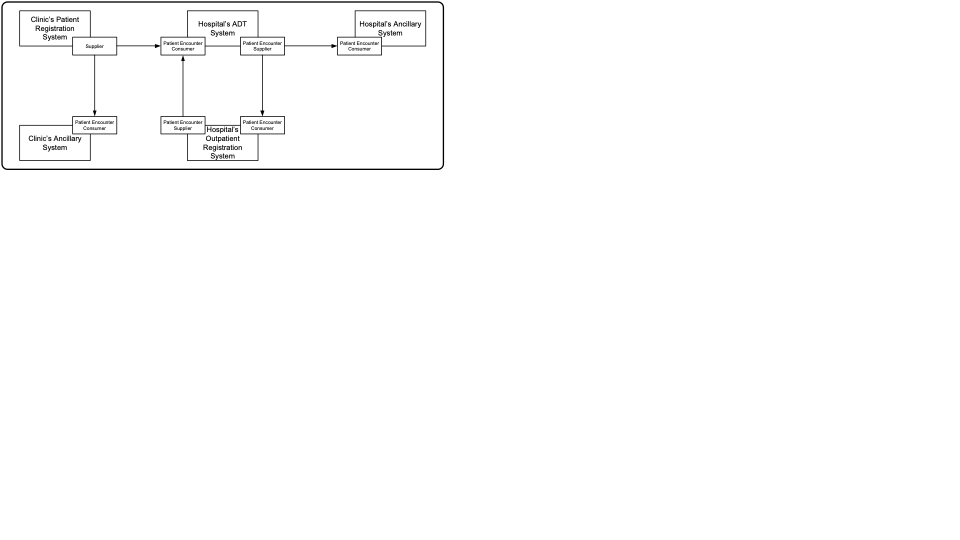 Clinic's Patient
Registration
System
Supplier
Hospital's ADT
System
Patient Encounter
Consumer
Patient Encounter
Supplier
Hospital's Ancillary
System
Patient Encounter
Consumer
Patient Encounter
Consumer
Clinic's Ancillary
System
Patient Encounter
Supplier
Hospital's
Outpatient
Registration
System
Patient Encounter
Consumer